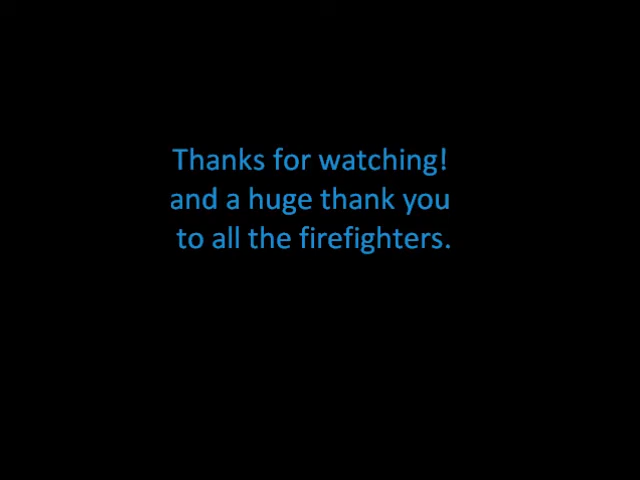 Thanks for watching!
and a huge thank you
to all the firefighters.